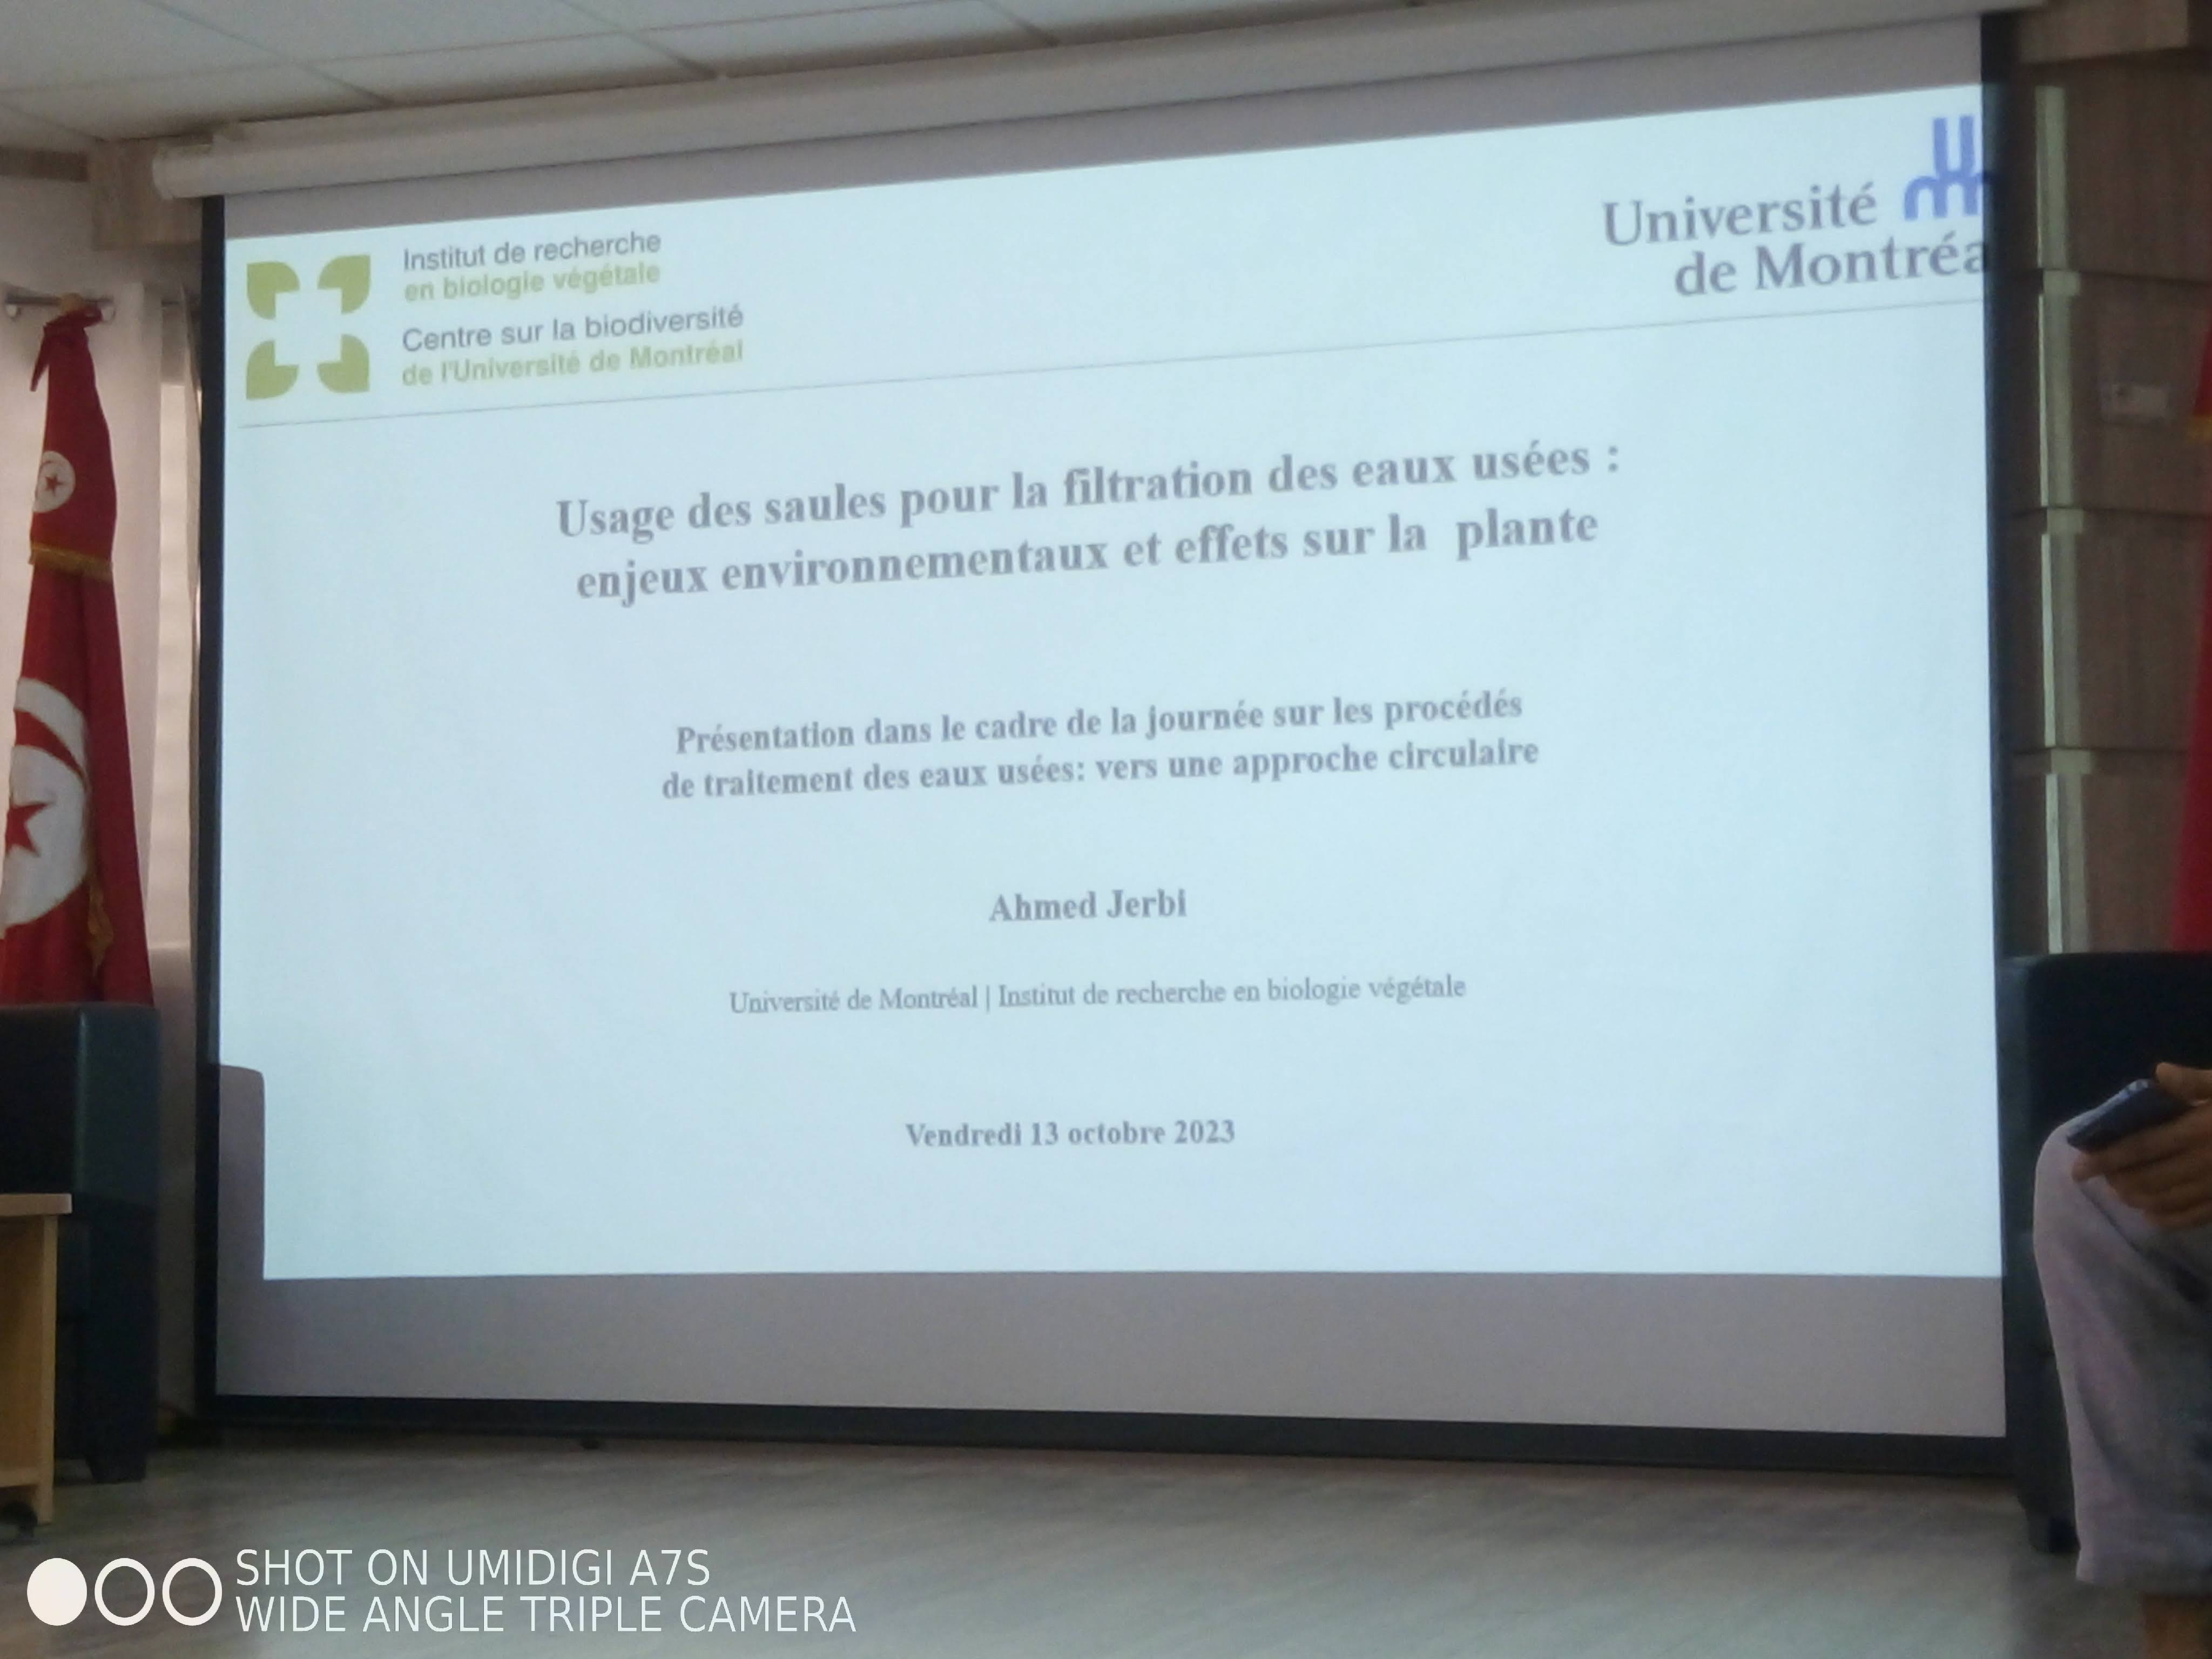 Institut de recherche
en biologie végétale
Centre sur la biodiversité
de l'Université de Montréal
Université
de Montréa
Usage des saules pour la filtration des eaux usées :
enjeux environnementaux et effets sur la plante
Présentation dans le cadre de la journée sur les procédés
de traitement des eaux usées: vers une approche circulaire
Ahmed Jerbi
Université de Montréal | Institut de recherche en biologie végétale
Vendredi 13 octobre 2023
SHOT ON UMIDIGI A7S
WIDE ANGLE TRIPLE CAMERA